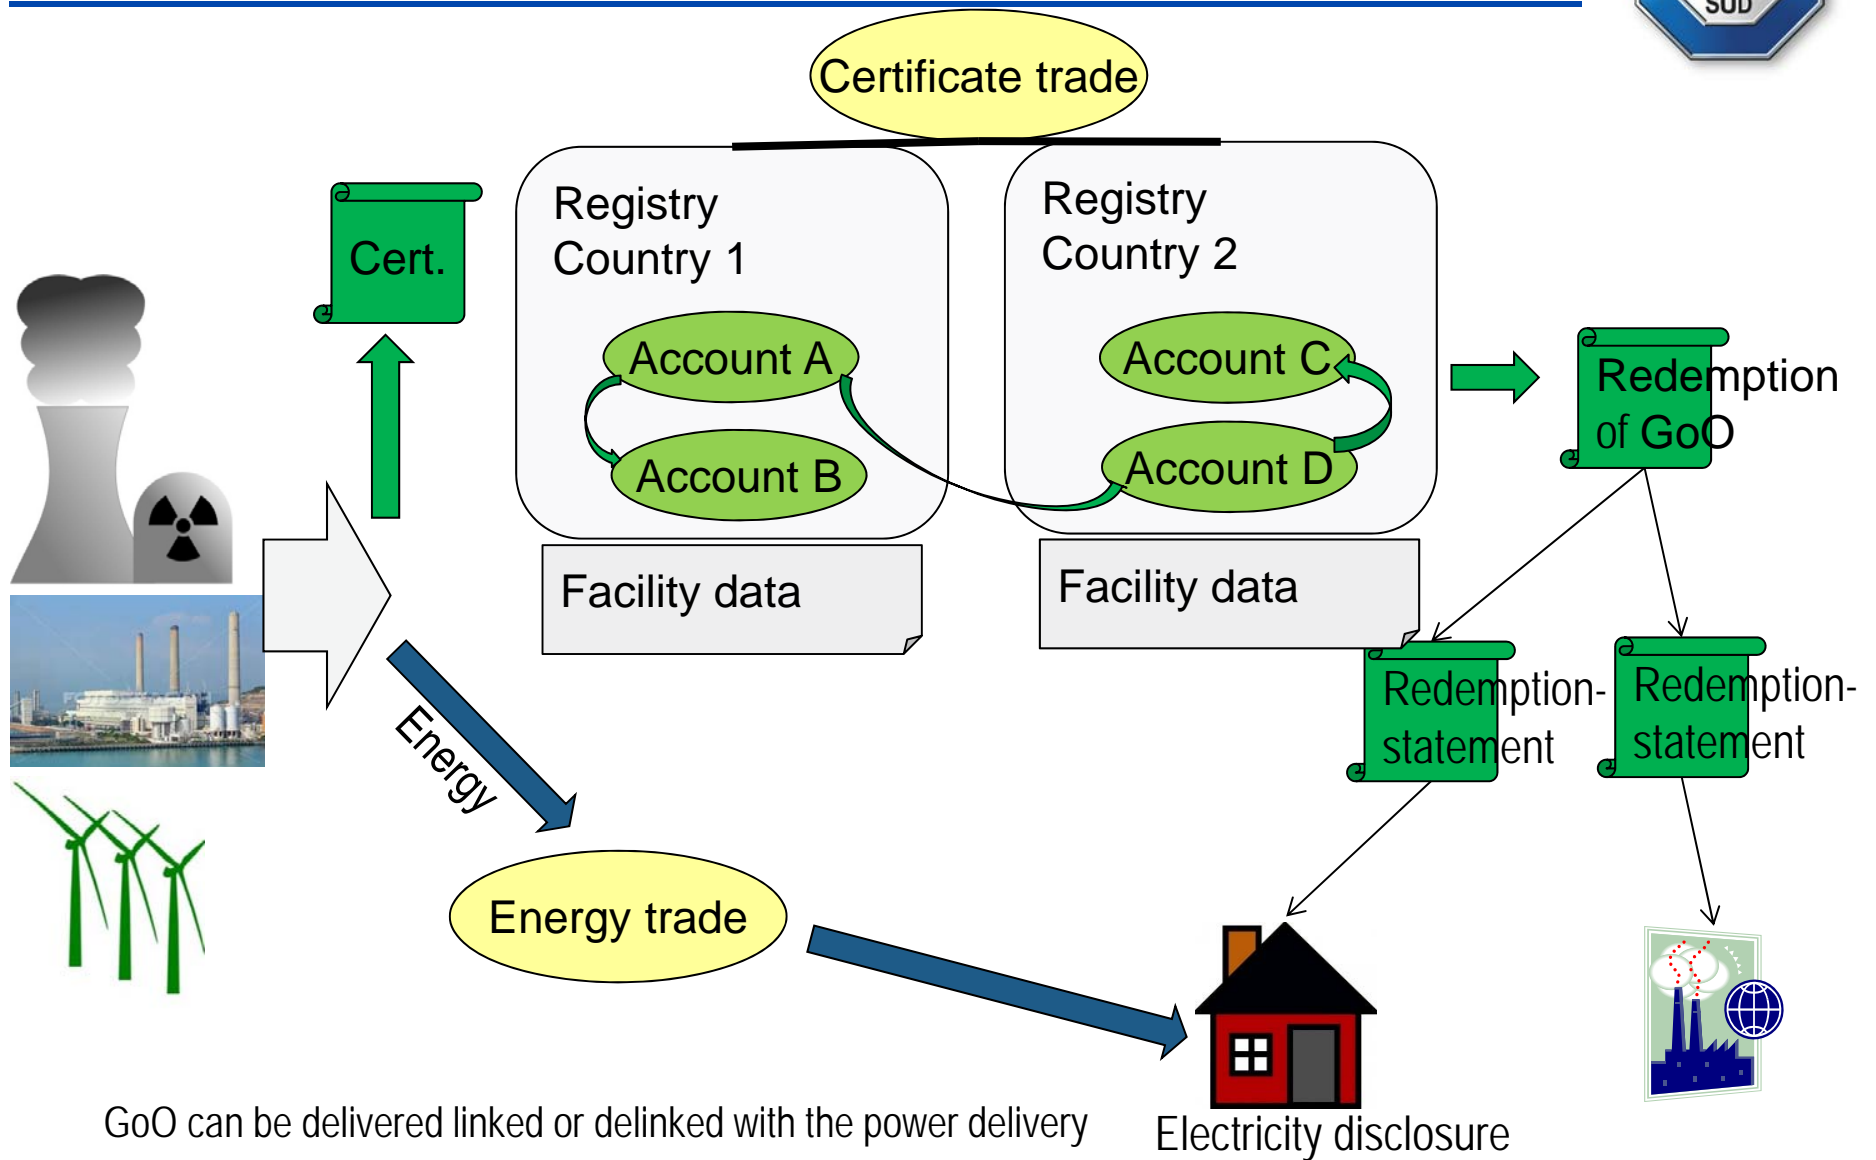 SÜD
Certificate trade
Registry
Country 1
Registry
Country 2
Cert.
Account A
Account B
Account C
Account D
Redemption
of GoO
Facility data
Facility data
Redemption-
statement
Redemption-
statement
Energy
Energy trade
GoO can be delivered linked or delinked with the power delivery
Electricity disclosure